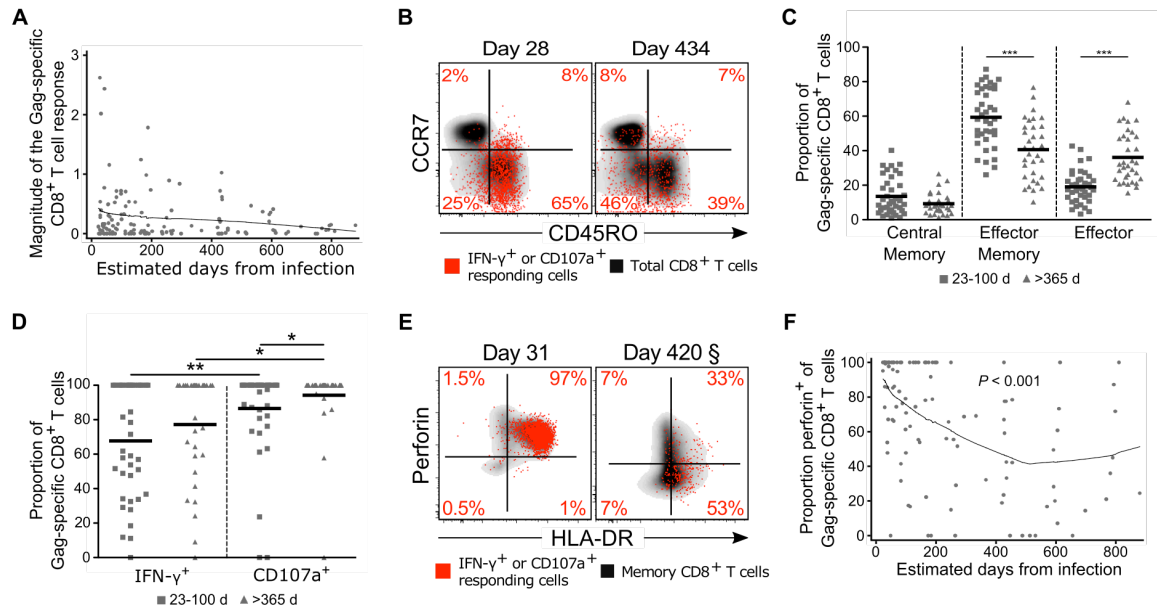 A
Magnitude of the Gag-specific
CD8+ T cell response
3
2
1
0
0 200 400 600 800
Estimated days from infection
B
Day 28
Day 434
2%
8%
8%
7%
25%
65%
46%
39%
CCR7
CD45RO
IFN-γ+ or CD107a+
responding cells
Total CD8+ T cells
C
Proportion of
Gag-specific CD8+ T cells
100
80
60
40
20
0
***
***
Central
Memory
Effector
Memory
Effector
23-100 d
>365 d
D
Proportion of
Gag-specific CD8+ T cells
100
80
60
40
20
0
**
*
*
IFN-γ+
CD107a+
23-100 d
>365 d
E
Day 31
Day 420 §
1.5%
97%
7%
33%
0.5%
1%
7%
53%
Perforin
HLA-DR
IFN-γ+ or CD107a+
responding cells
Memory CD8+ T cells
F
Proportion perforin+ of
Gag-specific CD8+ T cells
100
80
60
40
20
0
P < 0.001
0 200 400 600 800
Estimated days from infection